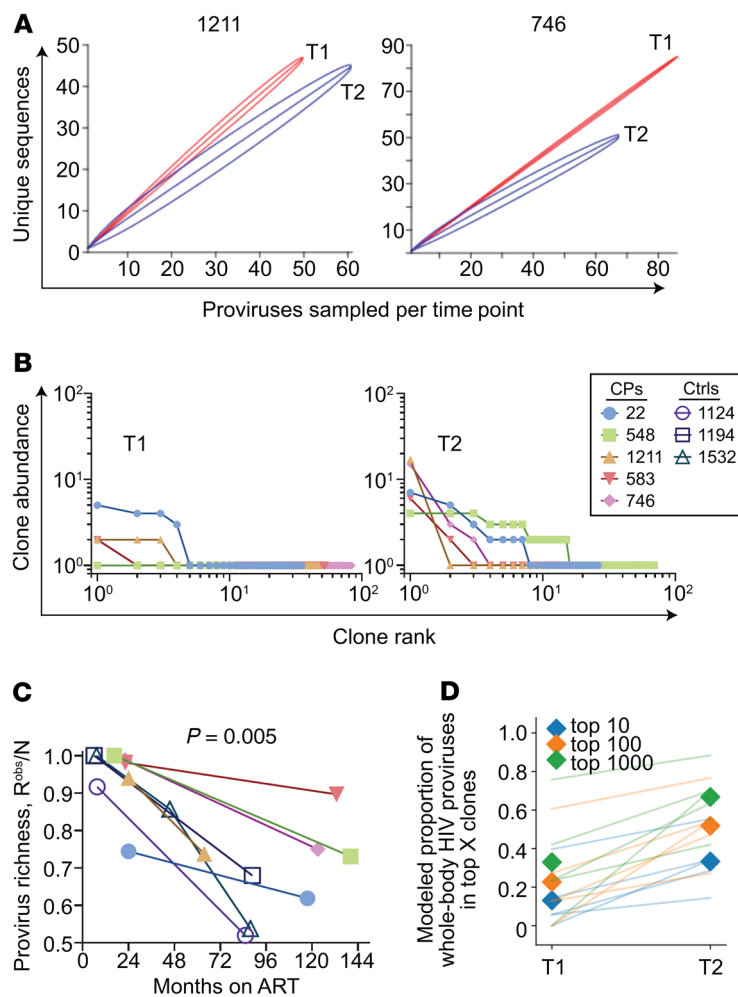 A
1211
746
Unique sequences
50
40
30
20
10
0
T1
T2
10 20 30 40 50 60
90
70
50
30
10
T1
T2
20 40 60 80
Proviruses sampled per time point
B
Clone abundance
10²
10¹
10⁰
T1
10⁰ 10¹ 10²
10²
10¹
10⁰
T2
10⁰ 10¹ 10²
Clone rank
CPs Ctrls
22 1124
548 1194
1211 1532
583
746
C
P = 0.005
Provirus richness, Rᵒᵇˢ/N
1.0
0.9
0.8
0.7
0.6
0.5
0 24 48 72 96 120 144
Months on ART
D
Modeled proportion of
whole-body HIV proviruses
in top X clones
1.0
0.8
0.6
0.4
0.2
0
top 10
top 100
top 1000
T1 T2